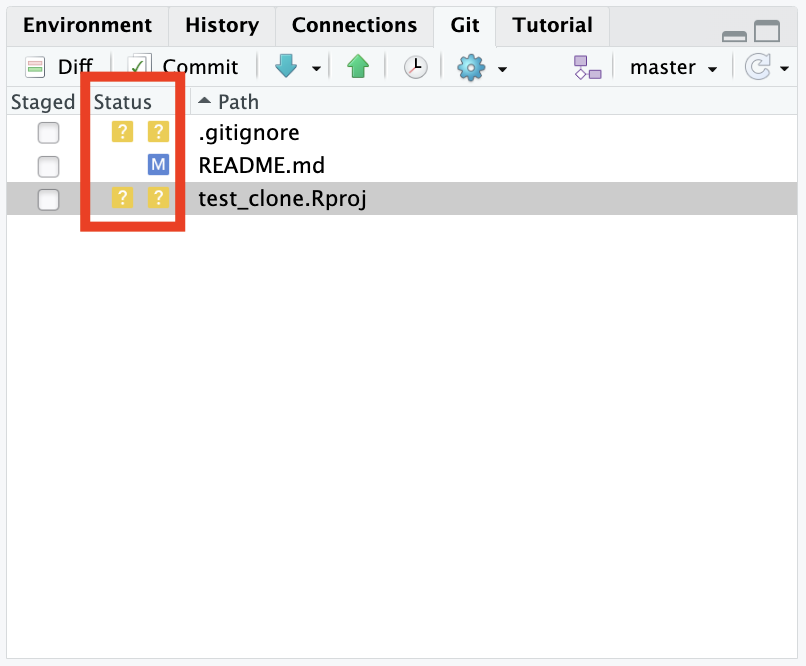 Environment History Connections Git Tutorial
Diff Commit master
Staged Status Path
? ? .gitignore
M README.md
? ? test_clone.Rproj